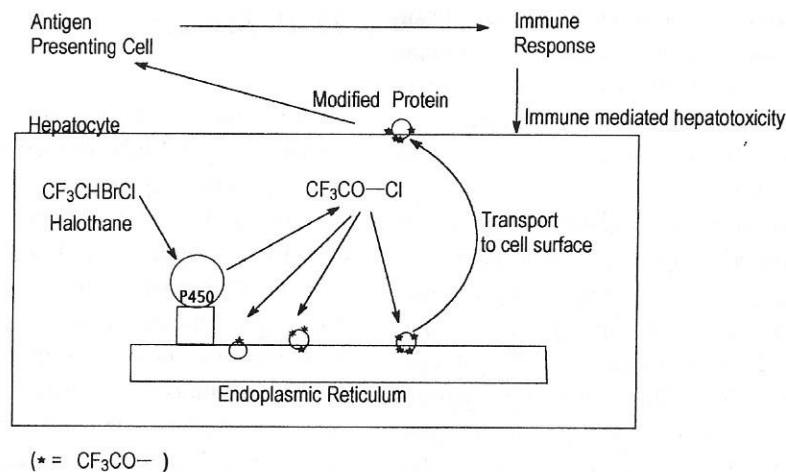 Antigen
Presenting Cell
Immune
Response
Modified Protein
Hepatocyte
Immune mediated hepatotoxicity
CF₃CHBrCl
Halothane
CF₃CO—Cl
Transport
to cell surface
P450
Endoplasmic Reticulum
(* = CF₃CO— )